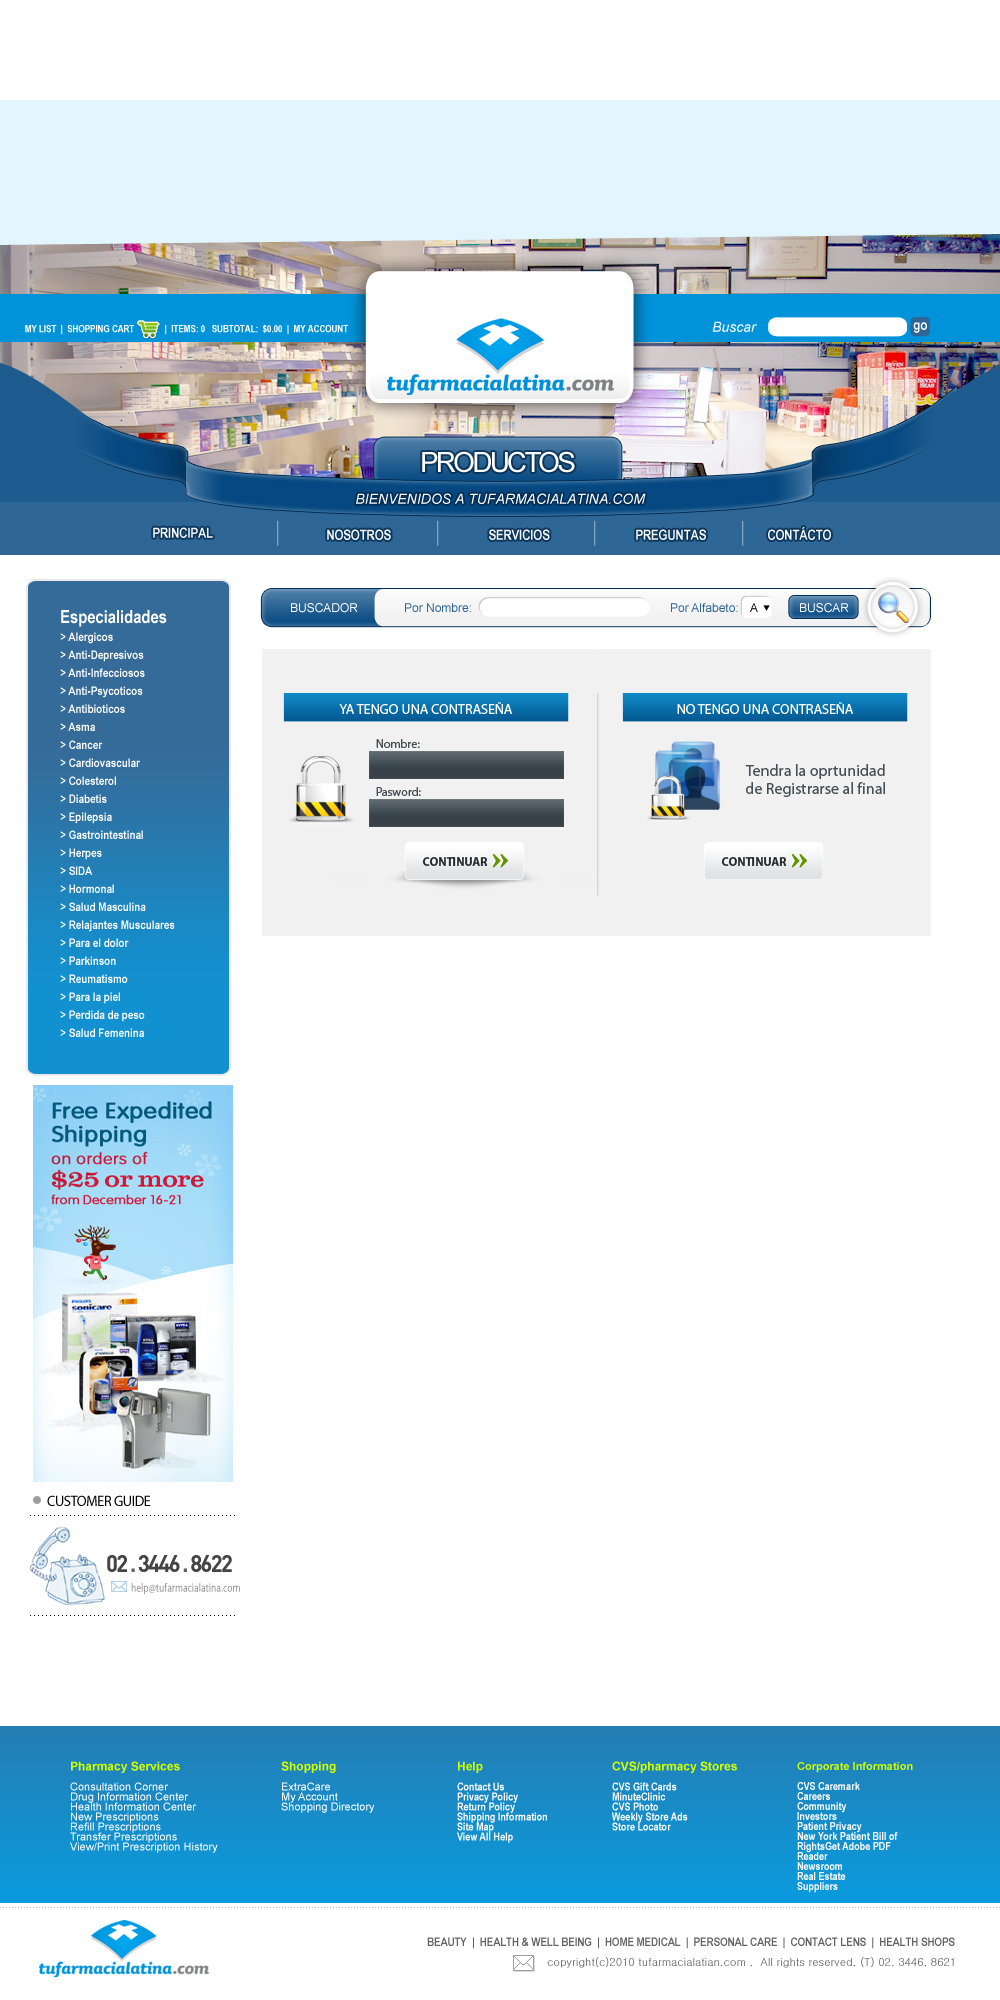 MY LIST | SHOPPING CART | ITEMS: 0 SUBTOTAL: $0.00 | MY ACCOUNT
Buscar go
tufarmacialatina.com
SEVEN SEAS
SEVEN SEAS
PRODUCTOS
BIENVENIDOS A TUFARMACIALATINA.COM
PRINCIPAL NOSOTROS SERVICIOS PREGUNTAS CONTÁCTO
Especialidades
> Alergicos
> Anti-Depresivos
> Anti-Infecciosos
> Anti-Psycoticos
> Antibioticos
> Asma
> Cancer
> Cardiovascular
> Colesterol
> Diabetis
> Epilepsia
> Gastrointestinal
> Herpes
> SIDA
> Hormonal
> Salud Masculina
> Relajantes Musculares
> Para el dolor
> Parkinson
> Reumatismo
> Para la piel
> Perdida de peso
> Salud Femenina
BUSCADOR Por Nombre: Por Alfabeto: A ▼ BUSCAR
YA TENGO UNA CONTRASEÑA
Nombre:
Pasword:
CONTINUAR
NO TENGO UNA CONTRASEÑA
Tendra la oprtunidad
de Registrarse al final
CONTINUAR
Free Expedited
Shipping
on orders of
$25 or more
from December 16-21
PHILIPS
sonicare
NIVEA
CUSTOMER GUIDE
02.3446.8622
help@tufarmacialatina.com
Pharmacy Services
Consultation Corner
Drug Information Center
Health Information Center
New Prescriptions
Refill Prescriptions
Transfer Prescriptions
View/Print Prescription History
Shopping
ExtraCare
My Account
Shopping Directory
Help
Contact Us
Privacy Policy
Return Policy
Shipping Information
Site Map
View All Help
CVS/pharmacy Stores
CVS Gift Cards
MinuteClinic
CVS Photo
Weekly Store Ads
Store Locator
Corporate Information
CVS Caremark
Careers
Community
Investors
Patient Privacy
New York Patient Bill of
RightsGet Adobe PDF
Reader
Newsroom
Real Estate
Suppliers
tufarmacialatina.com
BEAUTY | HEALTH & WELL BEING | HOME MEDICAL | PERSONAL CARE | CONTACT LENS | HEALTH SHOPS
copyright(c)2010 tufarmacialatian.com . All rights reserved. (T) 02. 3446. 8621